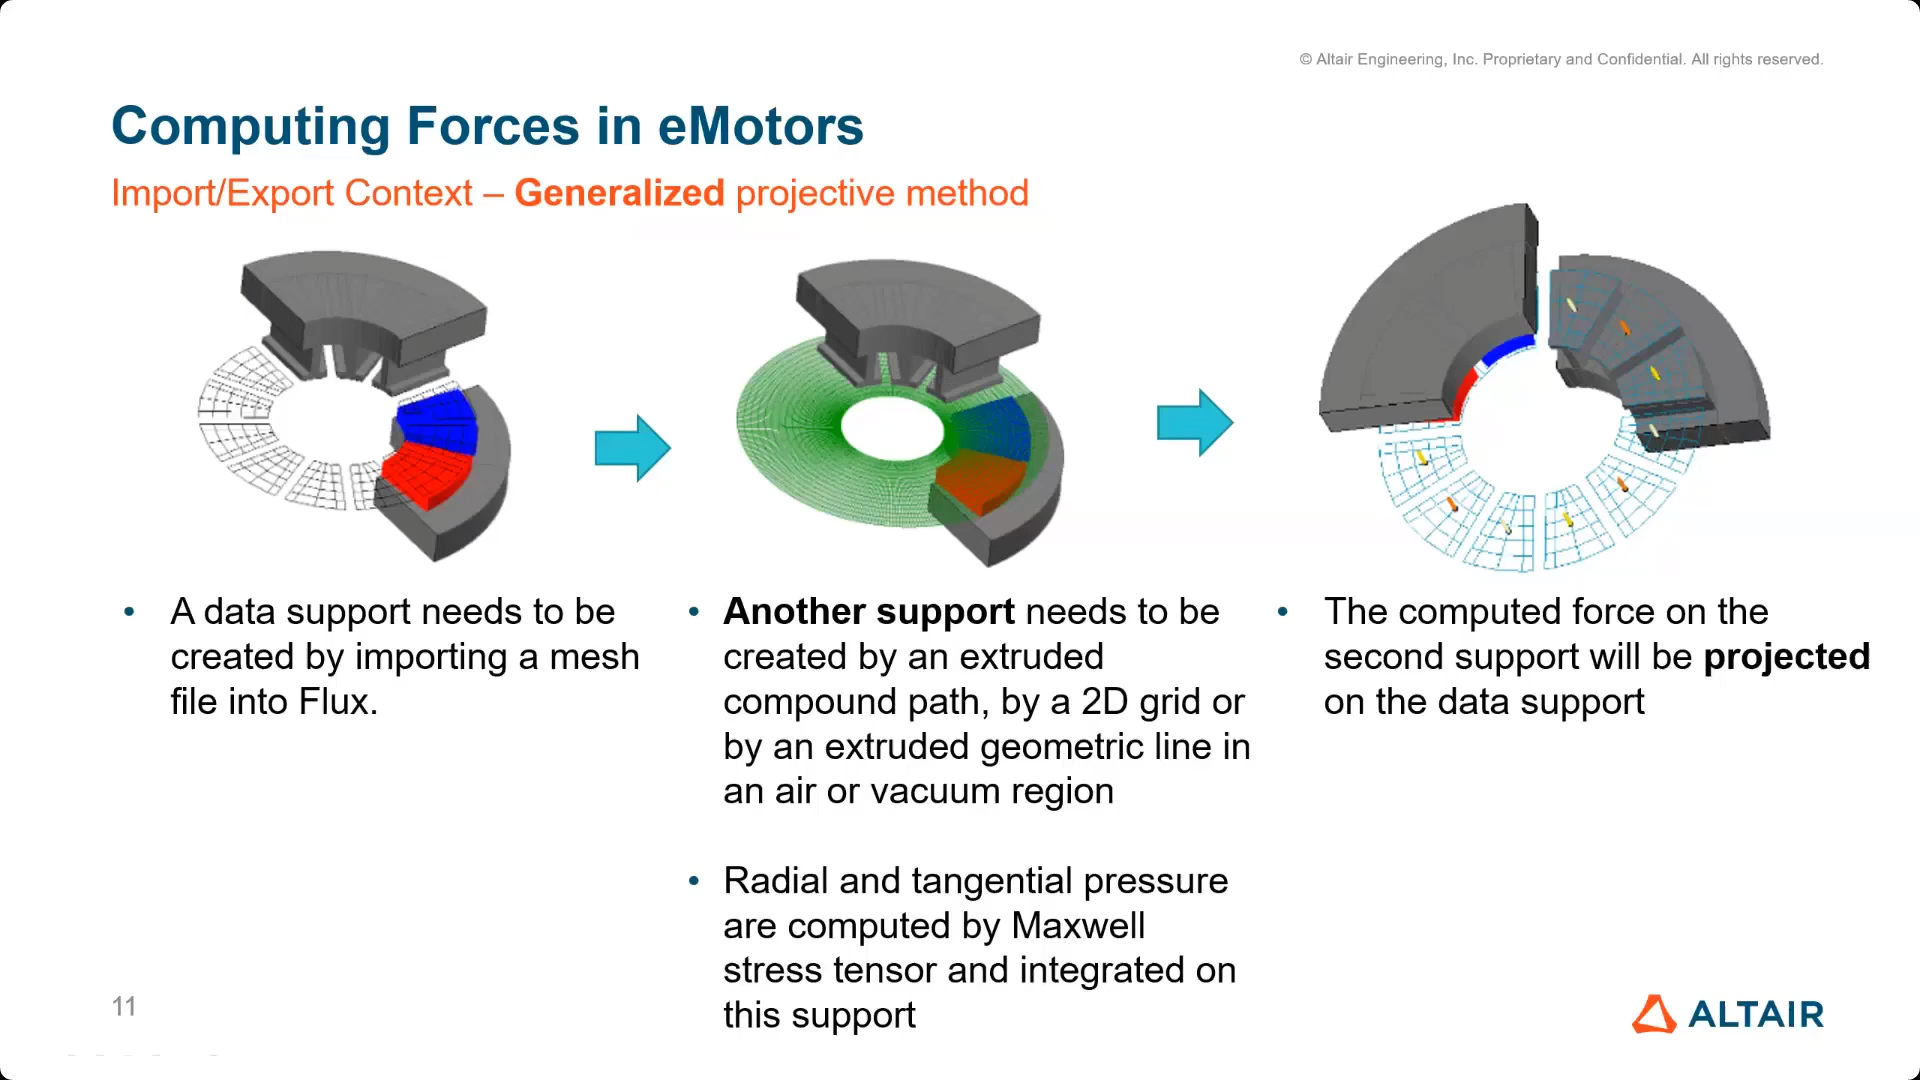 © Altair Engineering, Inc. Proprietary and Confidential. All rights reserved.
Computing Forces in eMotors
Import/Export Context – Generalized projective method
• A data support needs to be
created by importing a mesh
file into Flux.
• Another support needs to be
created by an extruded
compound path, by a 2D grid or
by an extruded geometric line in
an air or vacuum region
• Radial and tangential pressure
are computed by Maxwell
stress tensor and integrated on
this support
• The computed force on the
second support will be projected
on the data support
11
ALTAIR